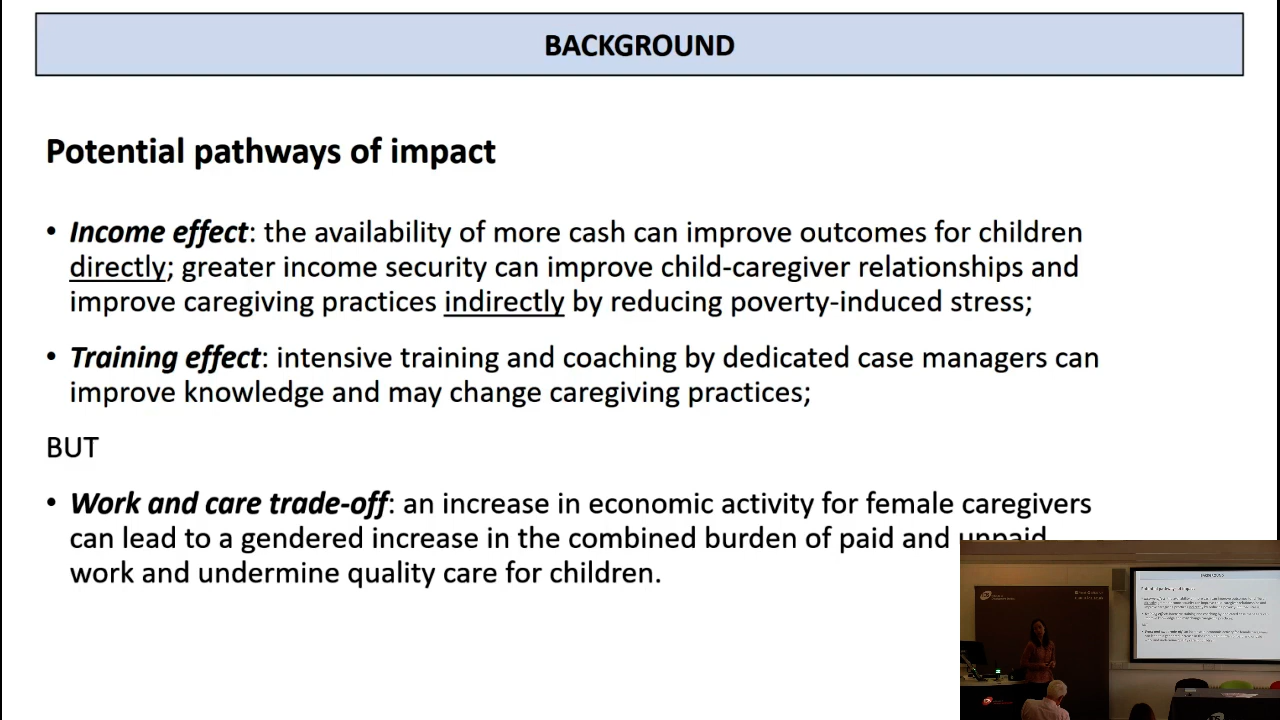 BACKGROUND
Potential pathways of impact
• Income effect: the availability of more cash can improve outcomes for children
directly; greater income security can improve child-caregiver relationships and
improve caregiving practices indirectly by reducing poverty-induced stress;
• Training effect: intensive training and coaching by dedicated case managers can
improve knowledge and may change caregiving practices;
BUT
• Work and care trade-off: an increase in economic activity for female caregivers
can lead to a gendered increase in the combined burden of paid and unpaid
work and undermine quality care for children.